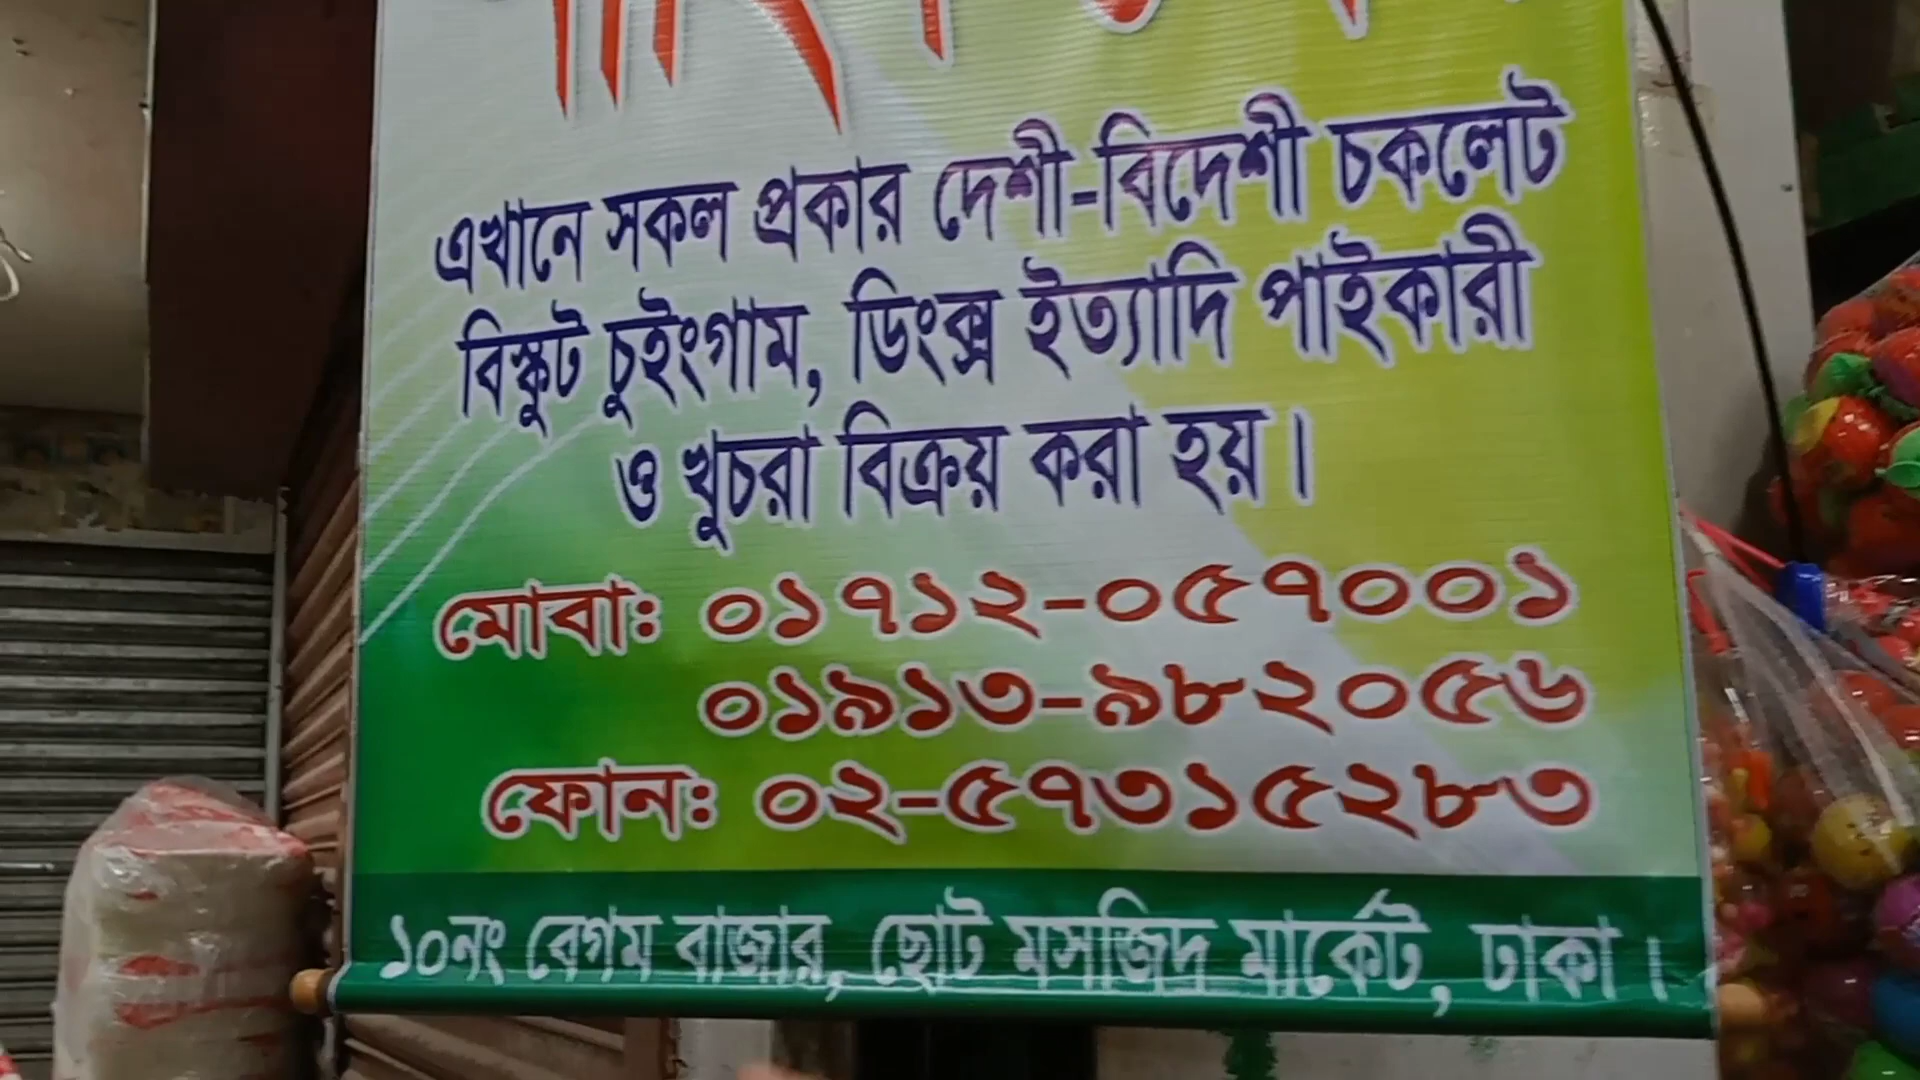 এখানে সকল প্রকার দেশী-বিদেশী চকলেট
বিস্কুট চুইংগাম, ডিংক্স ইত্যাদি পাইকারী
ও খুচরা বিক্রয় করা হয়।
মোবা: ০১৭১২-০৫৭০০১
০১৯১৩-৯৮২০৫৬
ফোন: ০২-৫৭৩১৫২৮৩
১০নং বেগম বাজার, ছোট মসজিদ মার্কেট, ঢাকা।